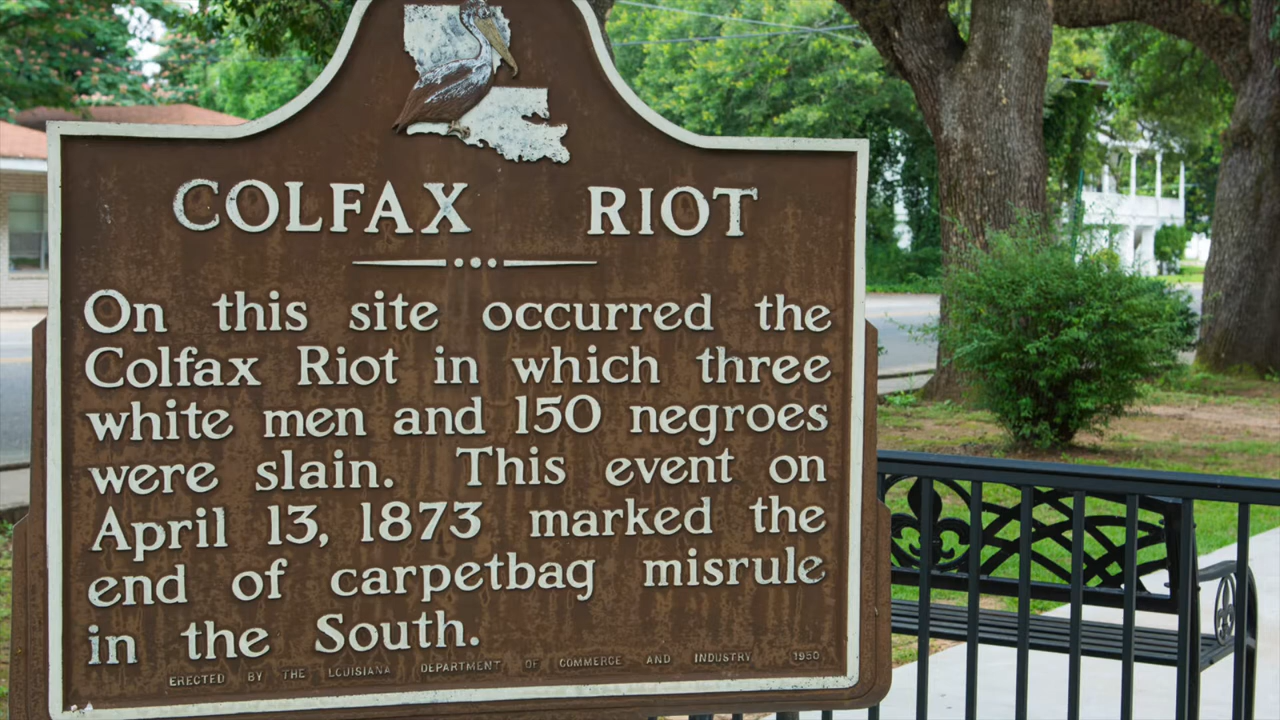 COLFAX RIOT
On this site occurred the
Colfax Riot in which three
white men and 150 negroes
were slain. This event on
April 13, 1873 marked the
end of carpetbag misrule
in the South.
ERECTED BY THE LOUISIANA DEPARTMENT OF COMMERCE AND INDUSTRY 1950